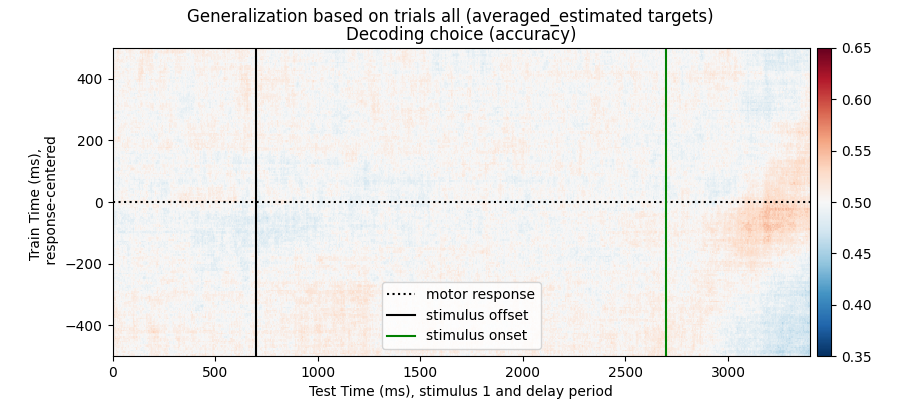 Generalization based on trials all (averaged_estimated targets)
Decoding choice (accuracy)
Train Time (ms),
response-centered
400
200
0
−200
−400
motor response
stimulus offset
stimulus onset
0 500 1000 1500 2000 2500 3000
Test Time (ms), stimulus 1 and delay period
0.65
0.60
0.55
0.50
0.45
0.40
0.35